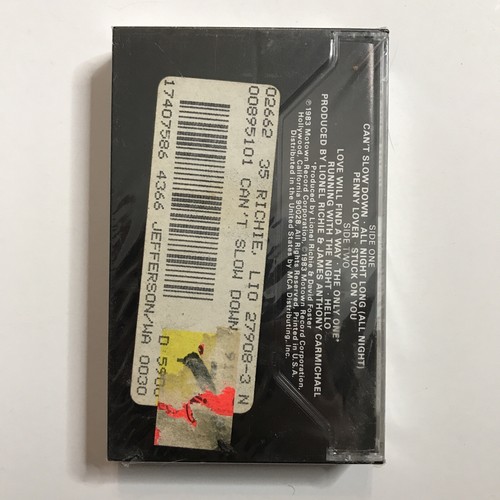 SIDE ONE
CAN'T SLOW DOWN · ALL NIGHT LONG (ALL NIGHT)
PENNY LOVER · STUCK ON YOU
SIDE TWO
LOVE WILL FIND A WAY · THE ONLY ONE*
RUNNING WITH THE NIGHT · HELLO
PRODUCED BY LIONEL RICHIE & JAMES ANTHONY CARMICHAEL
*Produced by Lionel Richie & David Foster
℗1983 Motown Record Corporation. ©1983 Motown Record Corporation,
Hollywood, California 90028. All Rights Reserved. Printed in U.S.A.
Distributed in the United States by MCA Distributing, Inc.
02662 35 RICHIE, LIO 27908-3 N
00895101 CAN'T SLOW DOWN
17407586 4366 JEFFERSON/WA 0030